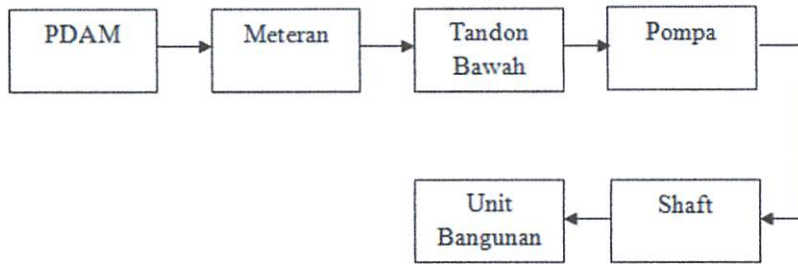 PDAM
Meteran
Tandon
Bawah
Pompa
Shaft
Unit
Bangunan